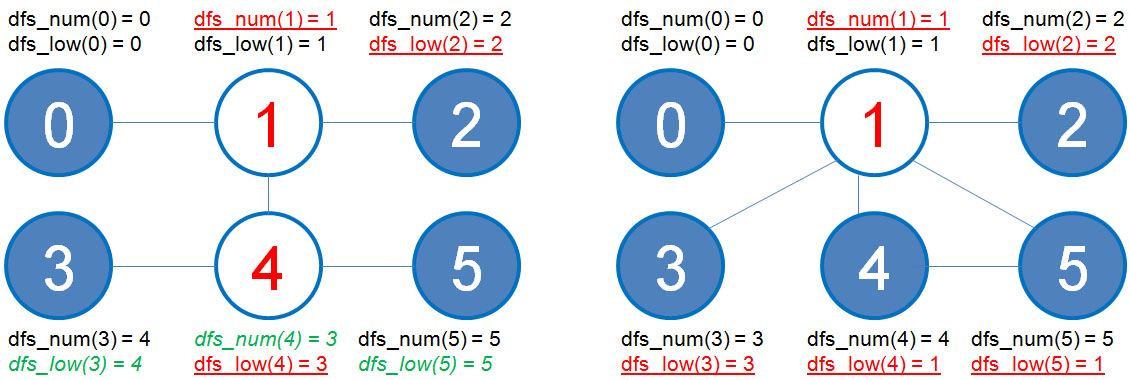 dfs_num(0) = 0 dfs_num(1) = 1 dfs_num(2) = 2
dfs_low(0) = 0 dfs_low(1) = 1 dfs_low(2) = 2
0 1 2
3 4 5
dfs_num(3) = 4 dfs_num(4) = 3 dfs_num(5) = 5
dfs_low(3) = 4 dfs_low(4) = 3 dfs_low(5) = 5
dfs_num(0) = 0 dfs_num(1) = 1 dfs_num(2) = 2
dfs_low(0) = 0 dfs_low(1) = 1 dfs_low(2) = 2
0 1 2
3 4 5
dfs_num(3) = 3 dfs_num(4) = 4 dfs_num(5) = 5
dfs_low(3) = 3 dfs_low(4) = 1 dfs_low(5) = 1